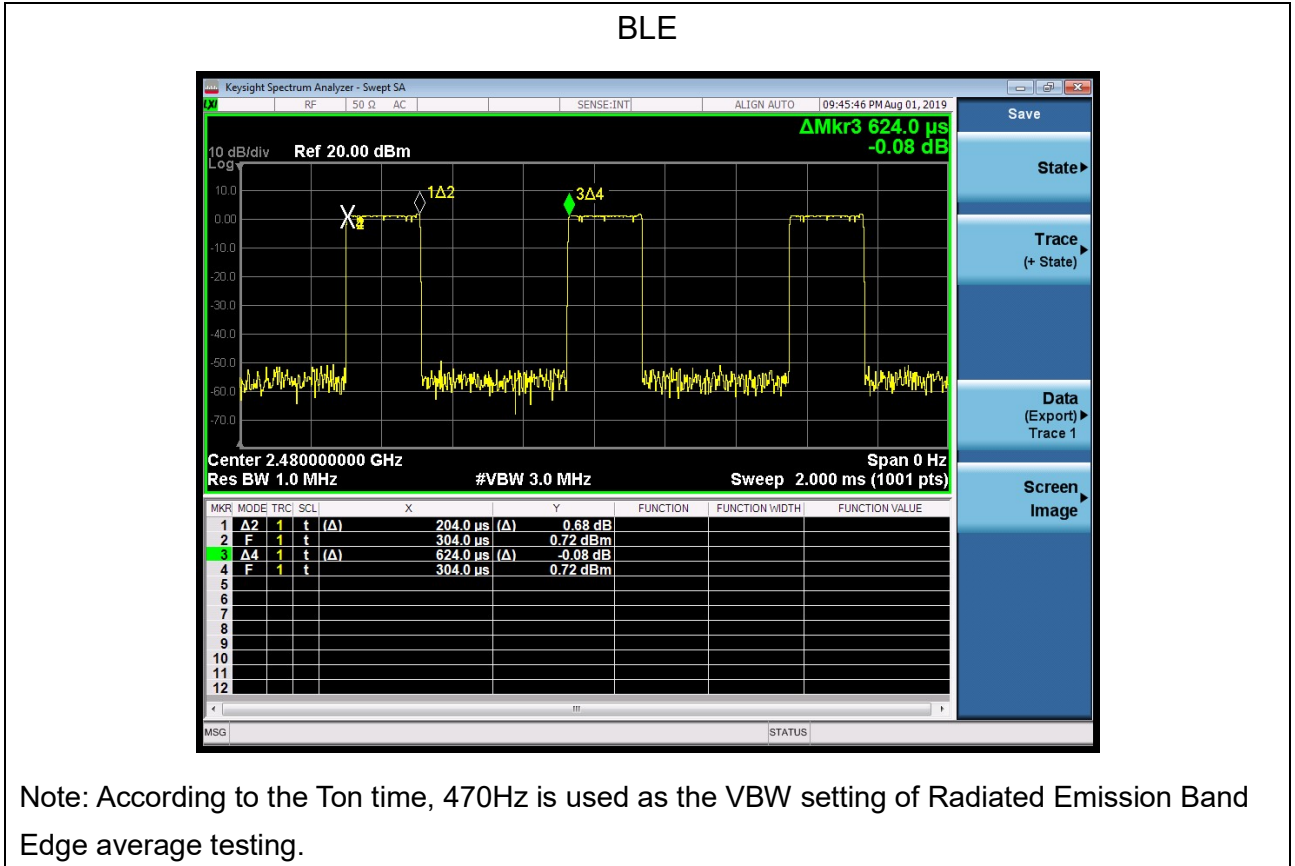 BLE
Keysight Spectrum Analyzer - Swept SA
LXI RF 50 Ω AC SENSE:INT ALIGN AUTO 09:45:46 PM Aug 01, 2019
Save
ΔMkr3 624.0 µs
-0.08 dB
10 dB/div Ref 20.00 dBm
Log
State
Trace
(+ State)
Data
(Export)
Trace 1
Screen
Image
10.0
0.00
-10.0
-20.0
-30.0
-40.0
-50.0
-60.0
-70.0
1Δ2
3Δ4
Center 2.480000000 GHz Span 0 Hz
Res BW 1.0 MHz #VBW 3.0 MHz Sweep 2.000 ms (1001 pts)
MKR MODE TRC SCL X Y FUNCTION FUNCTION WIDTH FUNCTION VALUE
1 Δ2 1 t (Δ) 204.0 µs (Δ) 0.68 dB
2 F 1 t 304.0 µs 0.72 dBm
3 Δ4 1 t (Δ) 624.0 µs (Δ) -0.08 dB
4 F 1 t 304.0 µs 0.72 dBm
5
6
7
8
9
10
11
12
MSG STATUS
Note: According to the Ton time, 470Hz is used as the VBW setting of Radiated Emission Band
Edge average testing.